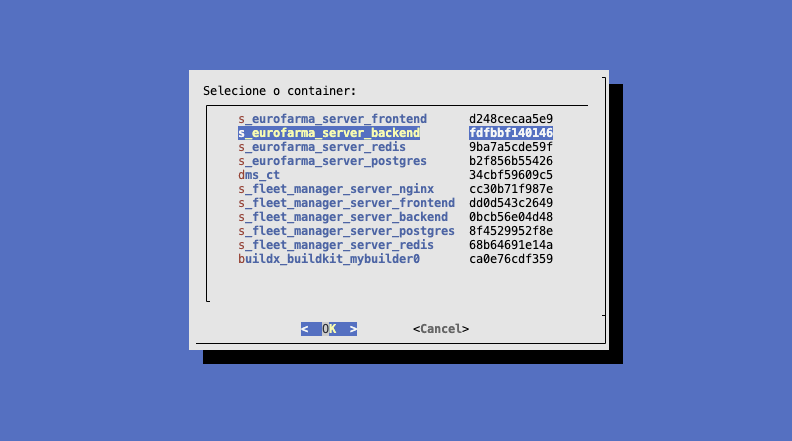 Selecione o container:
s_eurofarma_server_frontend d248cecaa5e9
s_eurofarma_server_backend fdfbbf140146
s_eurofarma_server_redis 9ba7a5cde59f
s_eurofarma_server_postgres b2f856b55426
dms_ct 34cbf59609c5
s_fleet_manager_server_nginx cc30b71f987e
s_fleet_manager_server_frontend dd0d543c2649
s_fleet_manager_server_backend 0bcb56e04d48
s_fleet_manager_server_postgres 8f4529952f8e
s_fleet_manager_server_redis 68b64691e14a
buildx_buildkit_mybuilder0 ca0e76cdf359
<  OK  > <Cancel>